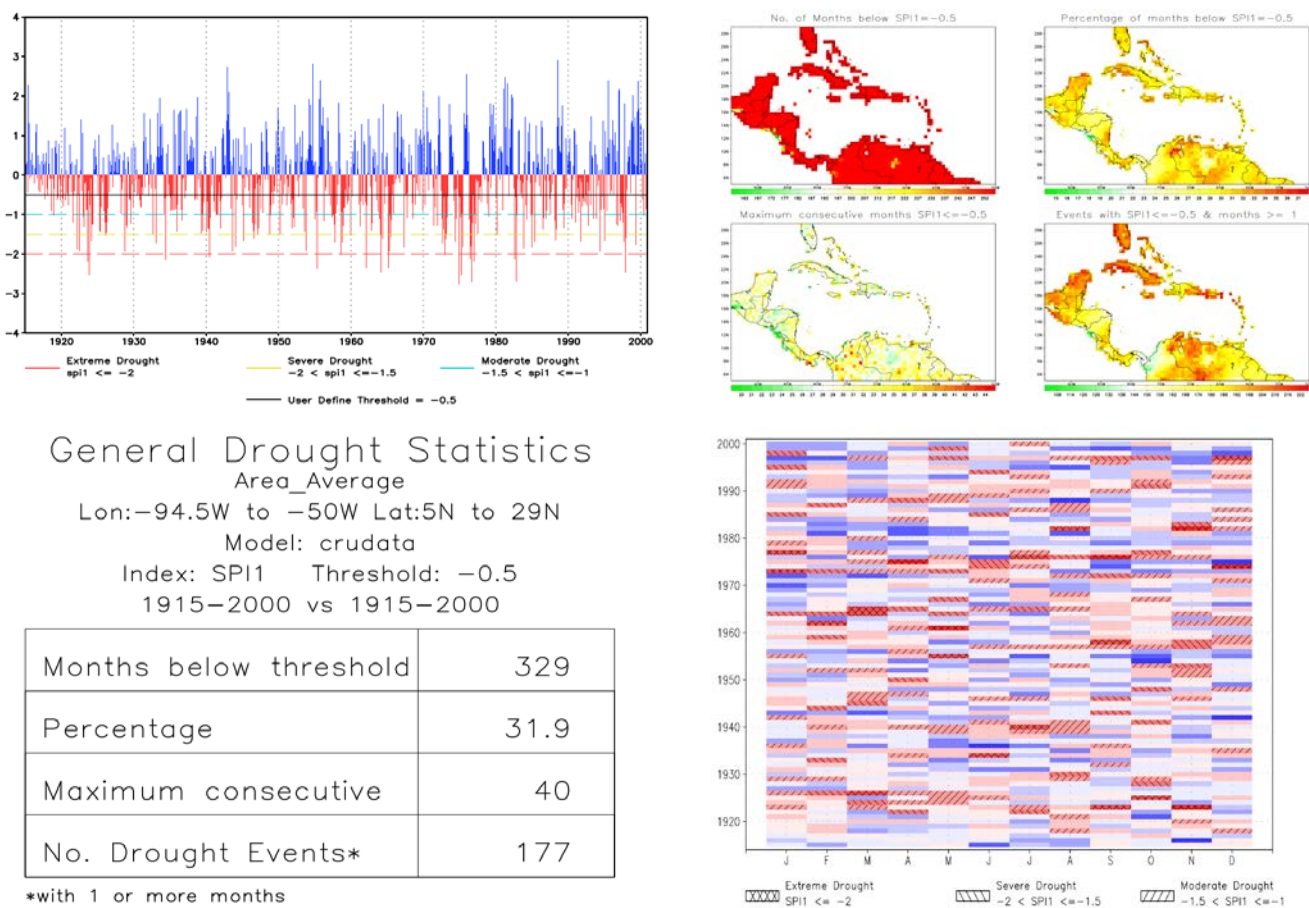 4
3
2
1
0
-1
-2
-3
-4
1920 1930 1940 1950 1960 1970 1980 1990 2000
Extreme Drought
spi1 <= -2
Severe Drought
-2 < spi1 <=-1.5
Moderate Drought
-1.5 < spi1 <=-1
User Define Threshold = -0.5
No. of Months below SPI1=-0.5
Percentage of months below SPI1=-0.5
Maximum consecutive months SPI1<=-0.5
Events with SPI1<=-0.5 & months >= 1
General Drought Statistics
Area_Average
Lon:-94.5W to -50W Lat:5N to 29N
Model: crudata
Index: SPI1 Threshold: -0.5
1915-2000 vs 1915-2000
Months below threshold 329
Percentage 31.9
Maximum consecutive 40
No. Drought Events* 177
*with 1 or more months
2000
1990
1980
1970
1960
1950
1940
1930
1920
J F M A M J J A S O N D
Extreme Drought
SPI1 <= -2
Severe Drought
-2 < SPI1 <=-1.5
Moderate Drought
-1.5 < SPI1 <=-1